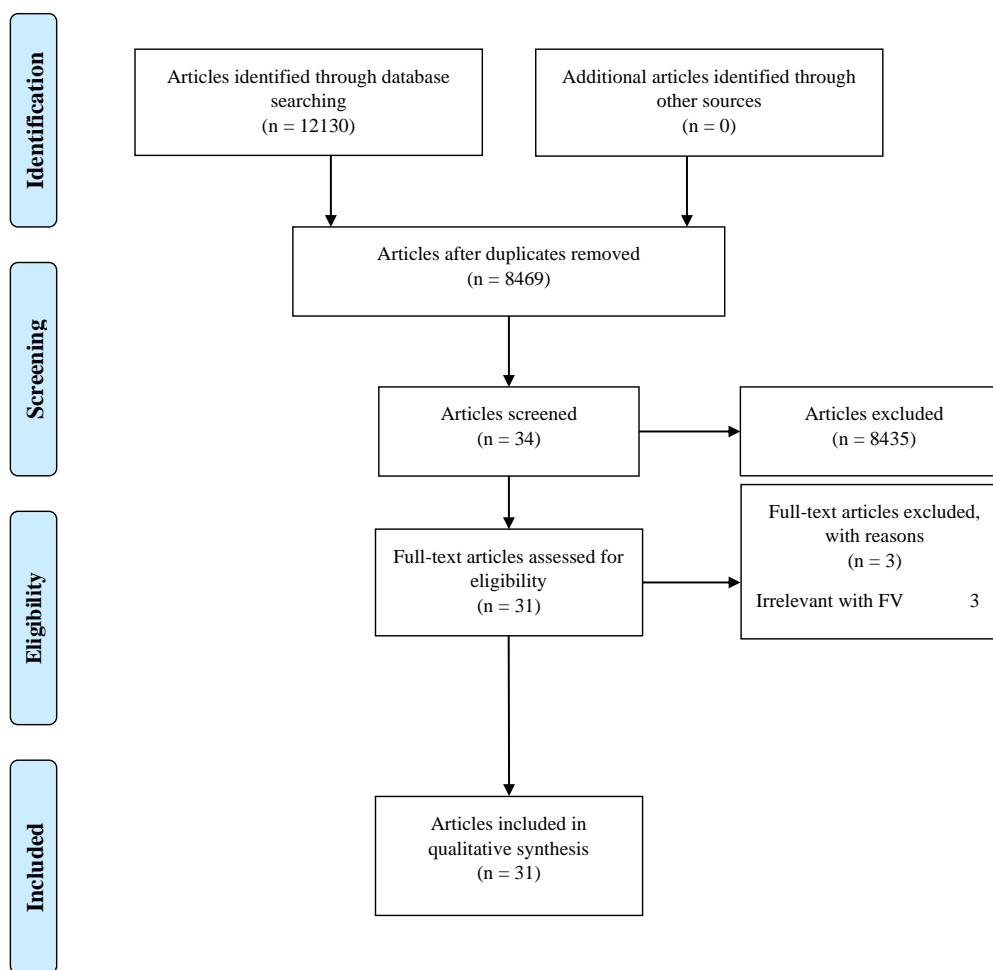 Identification
Articles identified through database
searching
(n = 12130)
Additional articles identified through
other sources
(n = 0)
Articles after duplicates removed
(n = 8469)
Screening
Articles screened
(n = 34)
Articles excluded
(n = 8435)
Eligibility
Full-text articles assessed for
eligibility
(n = 31)
Full-text articles excluded,
with reasons
(n = 3)
Irrelevant with FV 3
Included
Articles included in
qualitative synthesis
(n = 31)